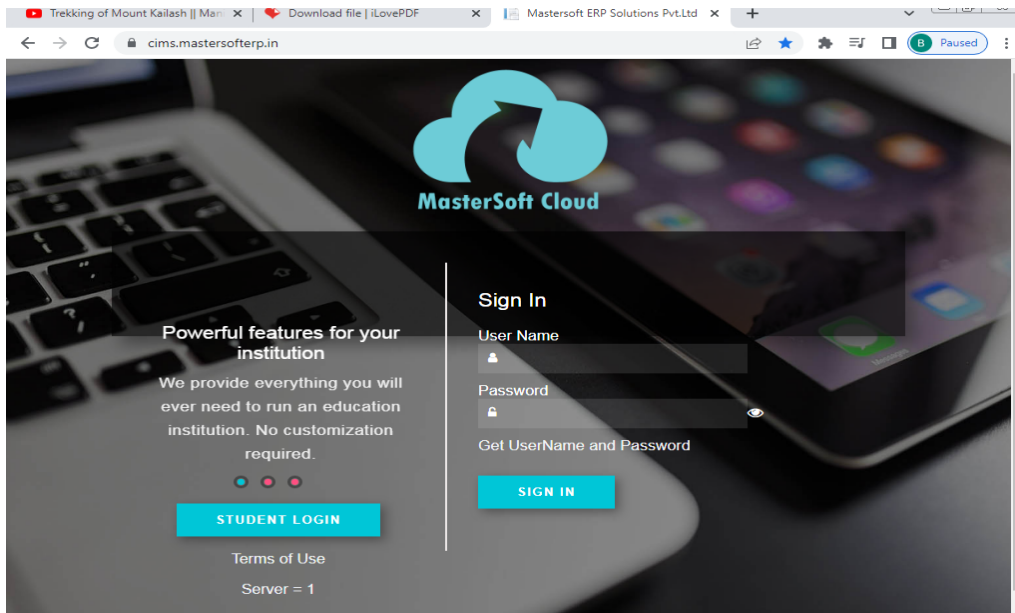 Trekking of Mount Kailash || Man
Download file | iLovePDF
Mastersoft ERP Solutions Pvt.Ltd
cims.mastersofterp.in
B Paused
MasterSoft Cloud
Powerful features for your
institution
We provide everything you will
ever need to run an education
institution. No customization
required.
STUDENT LOGIN
Terms of Use
Server = 1
Sign In
User Name
Password
Get UserName and Password
SIGN IN
Messages